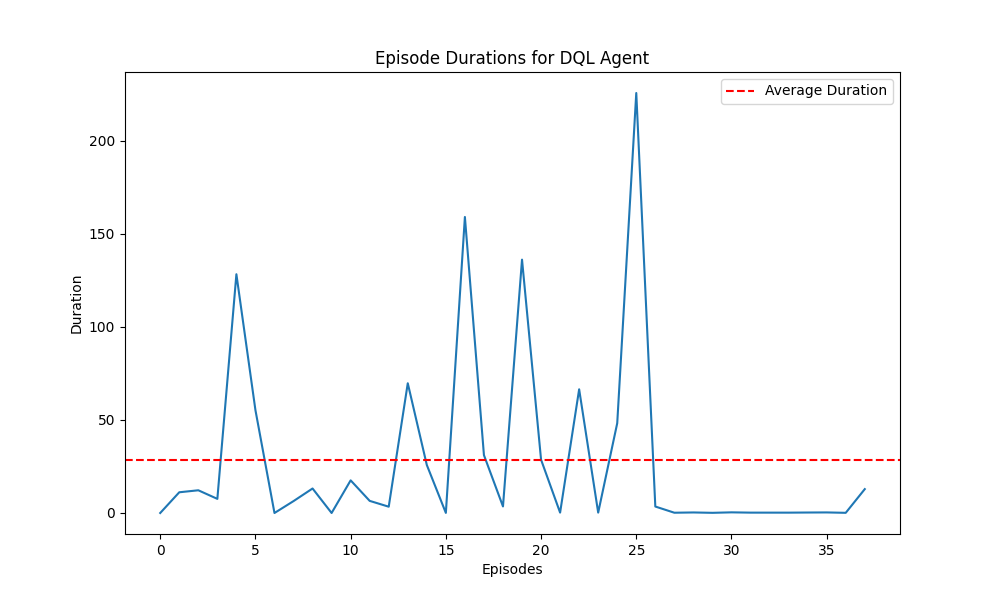 Episode Durations for DQL Agent
Average Duration
200
150
100
50
0
Duration
0 5 10 15 20 25 30 35
Episodes